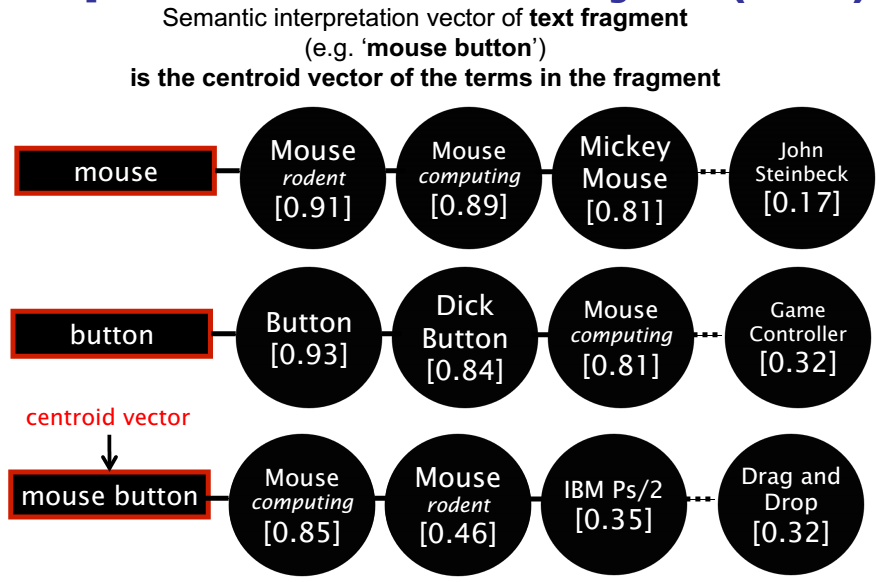 Semantic interpretation vector of text fragment
(e.g. ‘mouse button’)
is the centroid vector of the terms in the fragment
mouse
Mouse
rodent
[0.91]
Mouse
computing
[0.89]
Mickey
Mouse
[0.81]
John
Steinbeck
[0.17]
button
Button
[0.93]
Dick
Button
[0.84]
Mouse
computing
[0.81]
Game
Controller
[0.32]
centroid vector
mouse button
Mouse
computing
[0.85]
Mouse
rodent
[0.46]
IBM Ps/2
[0.35]
Drag and
Drop
[0.32]